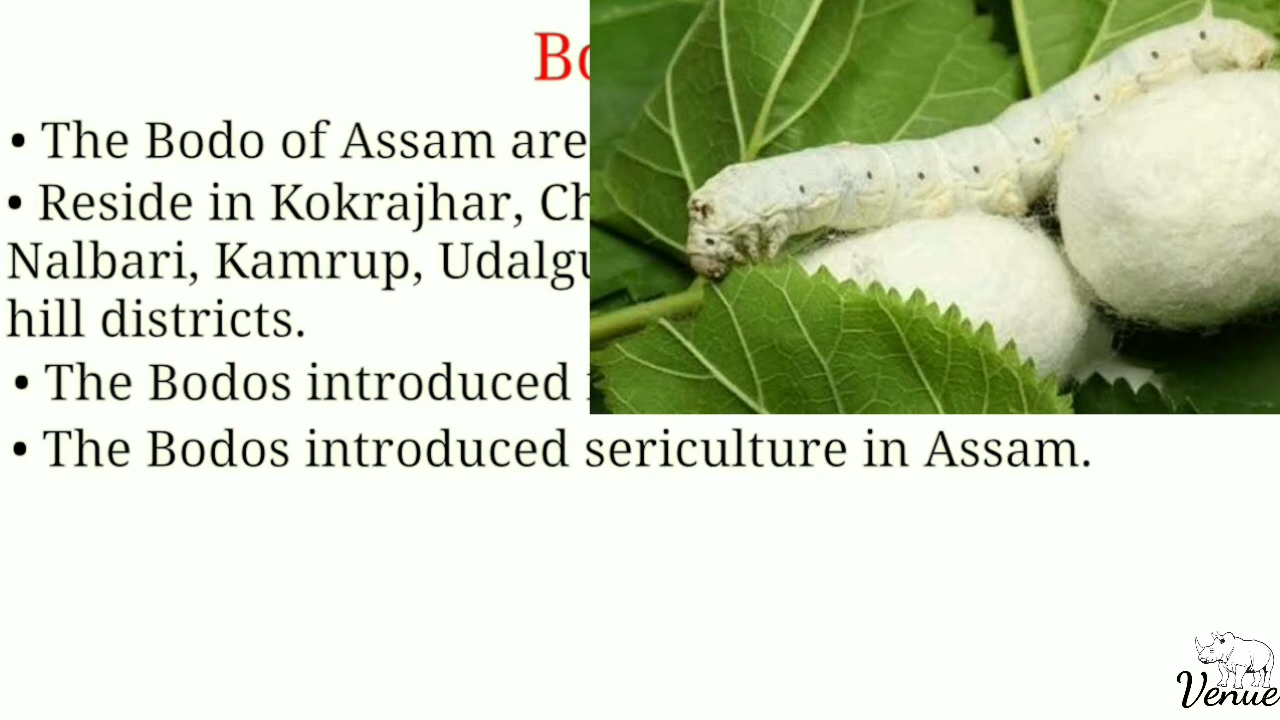 Bo
• The Bodo of Assam are
• Reside in Kokrajhar, Ch
Nalbari, Kamrup, Udalgu
hill districts.
• The Bodos introduced
• The Bodos introduced sericulture in Assam.
Venue